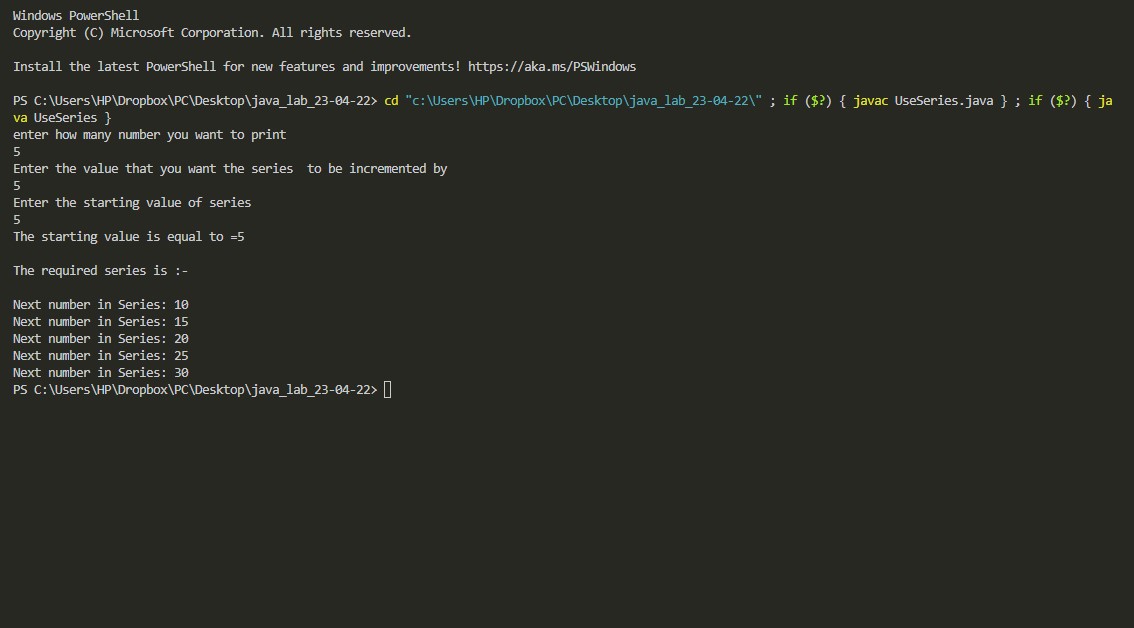 Windows PowerShell
Copyright (C) Microsoft Corporation. All rights reserved.
Install the latest PowerShell for new features and improvements! https://aka.ms/PSWindows
PS C:\Users\HP\Dropbox\PC\Desktop\java_lab_23-04-22> cd "c:\Users\HP\Dropbox\PC\Desktop\java_lab_23-04-22\" ; if ($?) { javac UseSeries.java } ; if ($?) { ja
va UseSeries }
enter how many number you want to print
5
Enter the value that you want the series  to be incremented by
5
Enter the starting value of series
5
The starting value is equal to =5
The required series is :-
Next number in Series: 10
Next number in Series: 15
Next number in Series: 20
Next number in Series: 25
Next number in Series: 30
PS C:\Users\HP\Dropbox\PC\Desktop\java_lab_23-04-22>